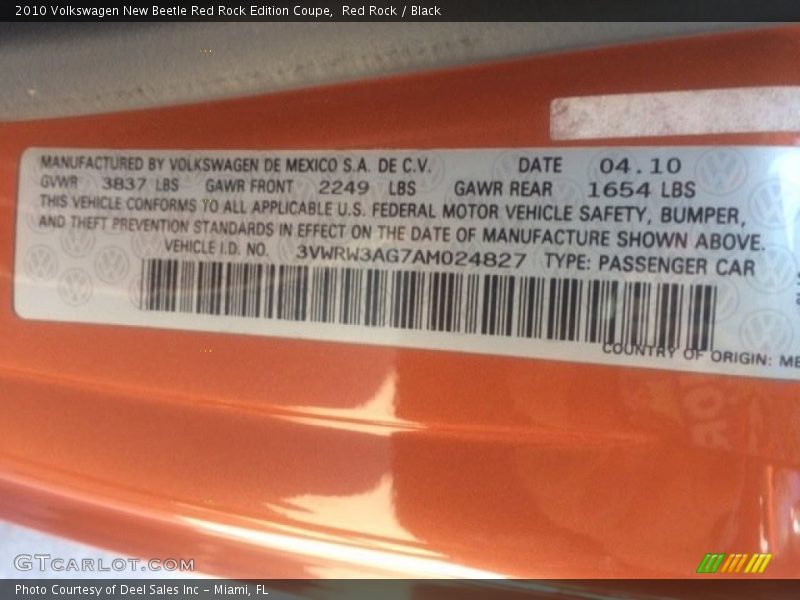 2010 Volkswagen New Beetle Red Rock Edition Coupe, Red Rock / Black
MANUFACTURED BY VOLKSWAGEN DE MEXICO S.A. DE C.V. DATE 04.10
GVWR 3837 LBS GAWR FRONT 2249 LBS GAWR REAR 1654 LBS
THIS VEHICLE CONFORMS TO ALL APPLICABLE U.S. FEDERAL MOTOR VEHICLE SAFETY, BUMPER,
AND THEFT PREVENTION STANDARDS IN EFFECT ON THE DATE OF MANUFACTURE SHOWN ABOVE.
VEHICLE I.D. NO. 3VWRW3AG7AM024827 TYPE: PASSENGER CAR
COUNTRY OF ORIGIN: ME
GTCARLOT.COM
Photo Courtesy of Deel Sales Inc - Miami, FL